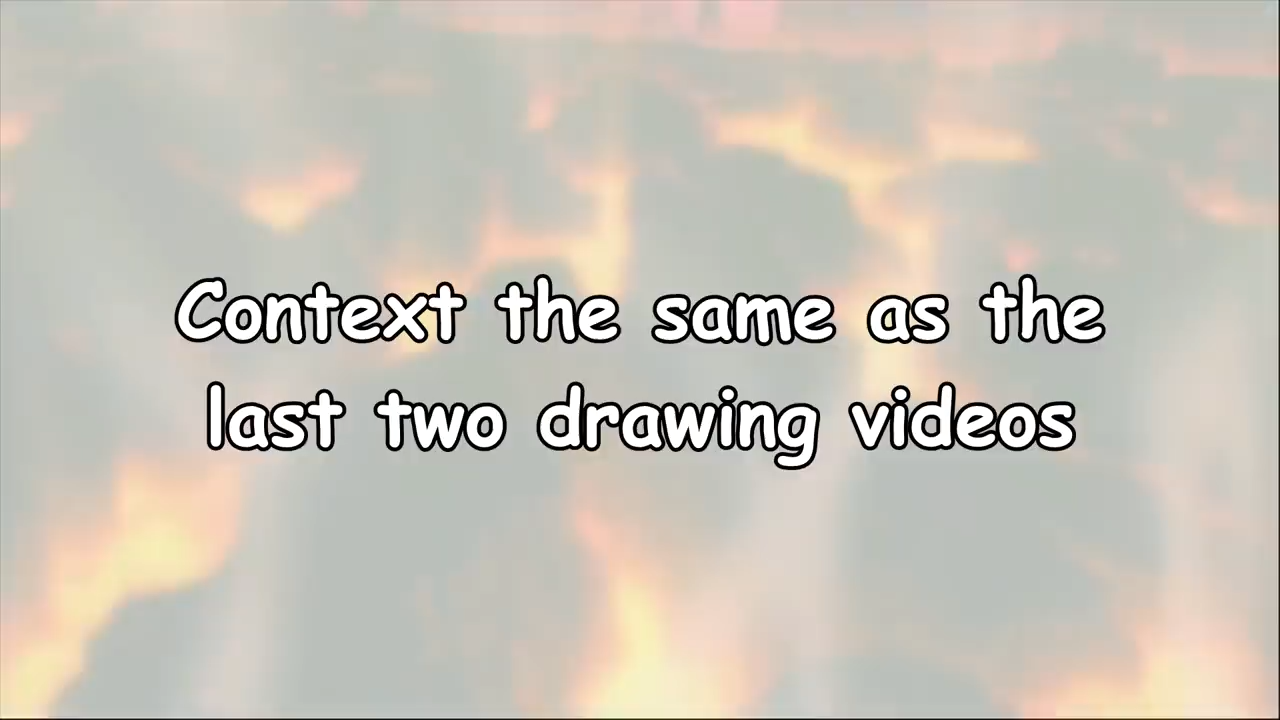 Context the same as the
last two drawing videos